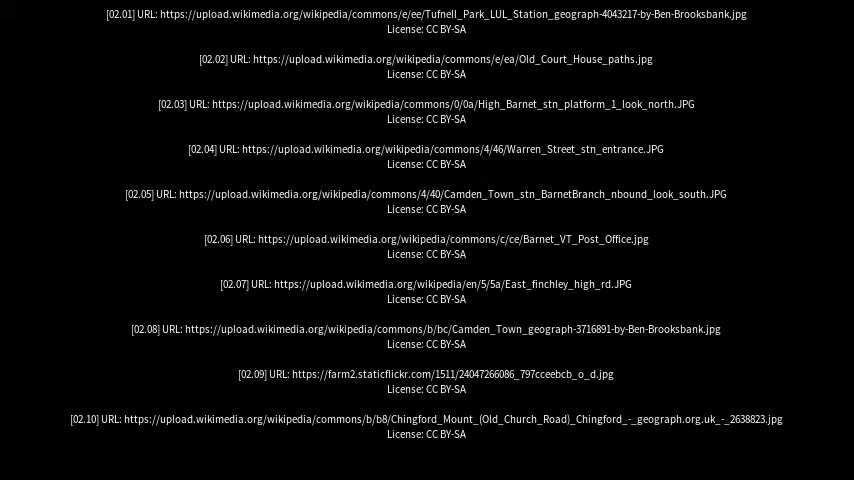 [02.01] URL: https://upload.wikimedia.org/wikipedia/commons/e/ee/Tufnell_Park_LUL_Station_geograph-4043217-by-Ben-Brooksbank.jpg
License: CC BY-SA
[02.02] URL: https://upload.wikimedia.org/wikipedia/commons/e/ea/Old_Court_House_paths.jpg
License: CC BY-SA
[02.03] URL: https://upload.wikimedia.org/wikipedia/commons/0/0a/High_Barnet_stn_platform_1_look_north.JPG
License: CC BY-SA
[02.04] URL: https://upload.wikimedia.org/wikipedia/commons/4/46/Warren_Street_stn_entrance.JPG
License: CC BY-SA
[02.05] URL: https://upload.wikimedia.org/wikipedia/commons/4/40/Camden_Town_stn_BarnetBranch_nbound_look_south.JPG
License: CC BY-SA
[02.06] URL: https://upload.wikimedia.org/wikipedia/commons/c/ce/Barnet_VT_Post_Office.jpg
License: CC BY-SA
[02.07] URL: https://upload.wikimedia.org/wikipedia/en/5/5a/East_finchley_high_rd.JPG
License: CC BY-SA
[02.08] URL: https://upload.wikimedia.org/wikipedia/commons/b/bc/Camden_Town_geograph-3716891-by-Ben-Brooksbank.jpg
License: CC BY-SA
[02.09] URL: https://farm2.staticflickr.com/1511/24047266086_797cceebcb_o_d.jpg
License: CC BY-SA
[02.10] URL: https://upload.wikimedia.org/wikipedia/commons/b/b8/Chingford_Mount_(Old_Church_Road)_Chingford_-_geograph.org.uk_-_2638823.jpg
License: CC BY-SA